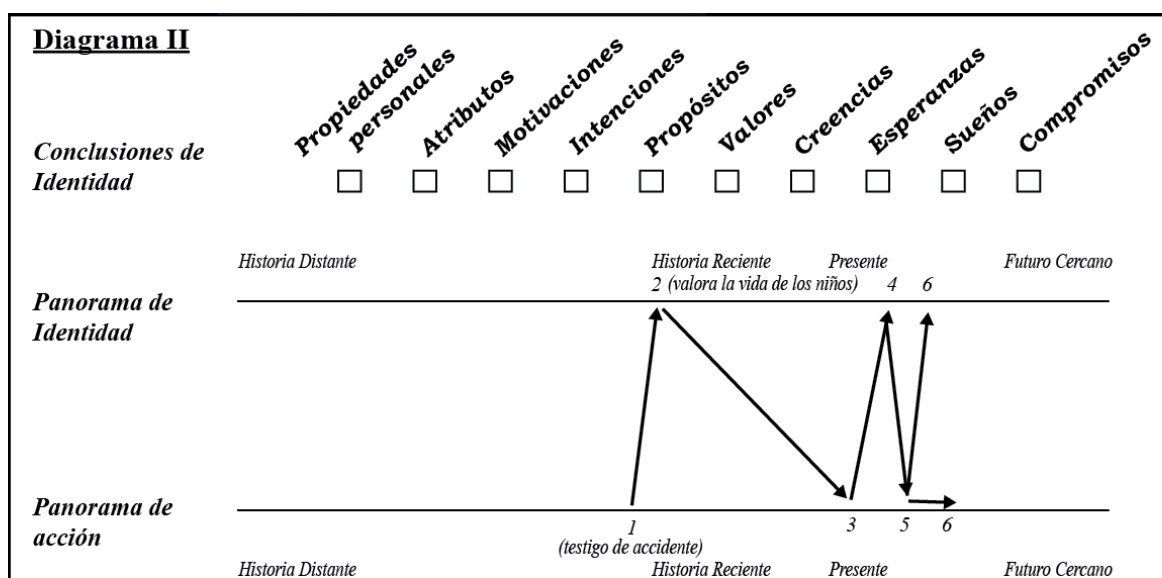 Diagrama II
Propiedades
personales
Atributos
Motivaciones
Intenciones
Propósitos
Valores
Creencias
Esperanzas
Sueños
Compromisos
Conclusiones de
Identidad
Historia Distante Historia Reciente Presente Futuro Cercano
2 (valora la vida de los niños) 4 6
Panorama de
Identidad
Panorama de
acción
1 3 5 6
(testigo de accidente)
Historia Distante Historia Reciente Presente Futuro Cercano